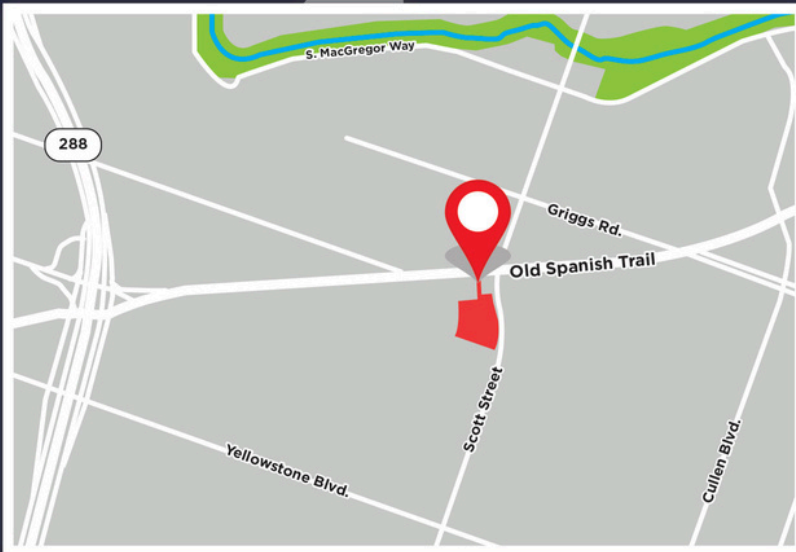 S. MacGregor Way
288
Griggs Rd.
Old Spanish Trail
Scott Street
Cullen Blvd.
Yellowstone Blvd.